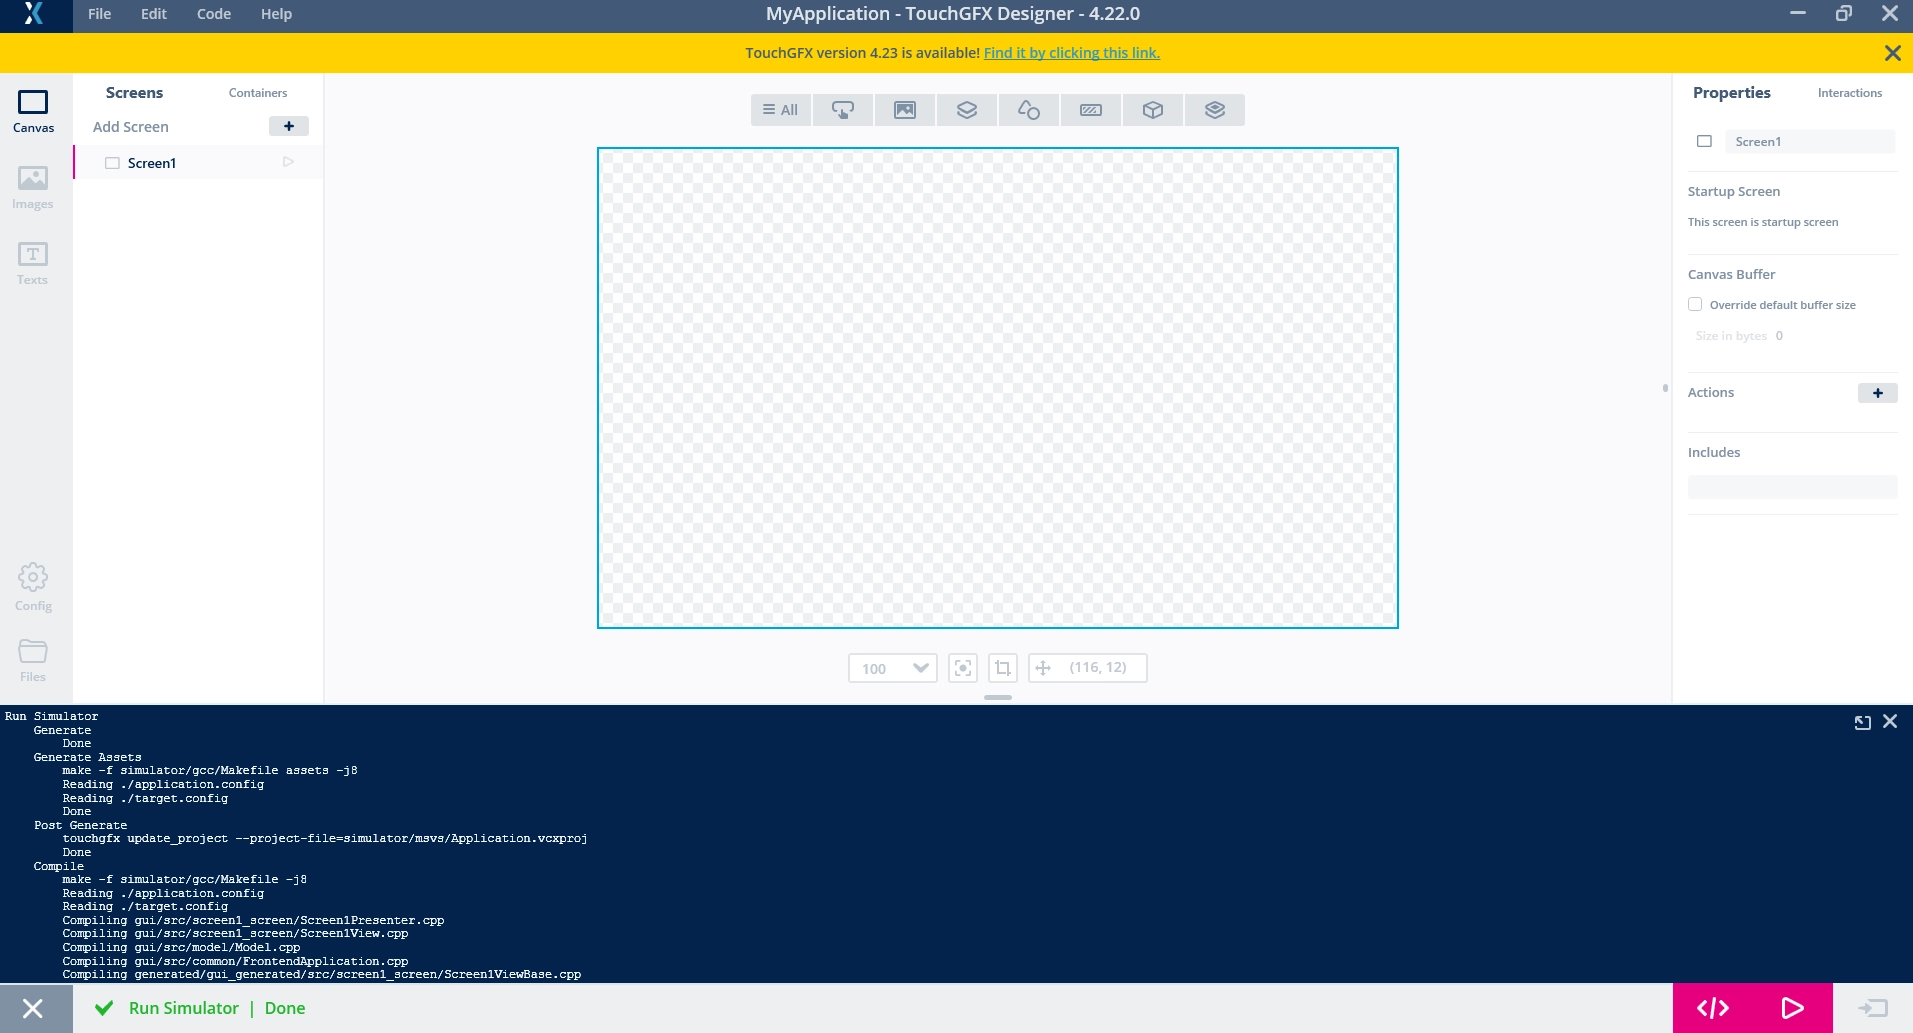 File Edit Code Help
MyApplication - TouchGFX Designer - 4.22.0
TouchGFX version 4.23 is available! Find it by clicking this link.
Canvas
Images
Texts
Config
Files
Screens Containers
Add Screen +
Screen1
All
100
(116, 12)
Properties Interactions
Screen1
Startup Screen
This screen is startup screen
Canvas Buffer
Override default buffer size
Size in bytes 0
Actions +
Includes
Run Simulator
Generate
Done
Generate Assets
make -f simulator/gcc/Makefile assets -j8
Reading ./application.config
Reading ./target.config
Done
Post Generate
touchgfx update_project --project-file=simulator/msvs/Application.vcxproj
Done
Compile
make -f simulator/gcc/Makefile -j8
Reading ./application.config
Reading ./target.config
Compiling gui/src/screen1_screen/Screen1Presenter.cpp
Compiling gui/src/screen1_screen/Screen1View.cpp
Compiling gui/src/model/Model.cpp
Compiling gui/src/common/FrontendApplication.cpp
Compiling generated/gui_generated/src/screen1_screen/Screen1ViewBase.cpp
Run Simulator | Done